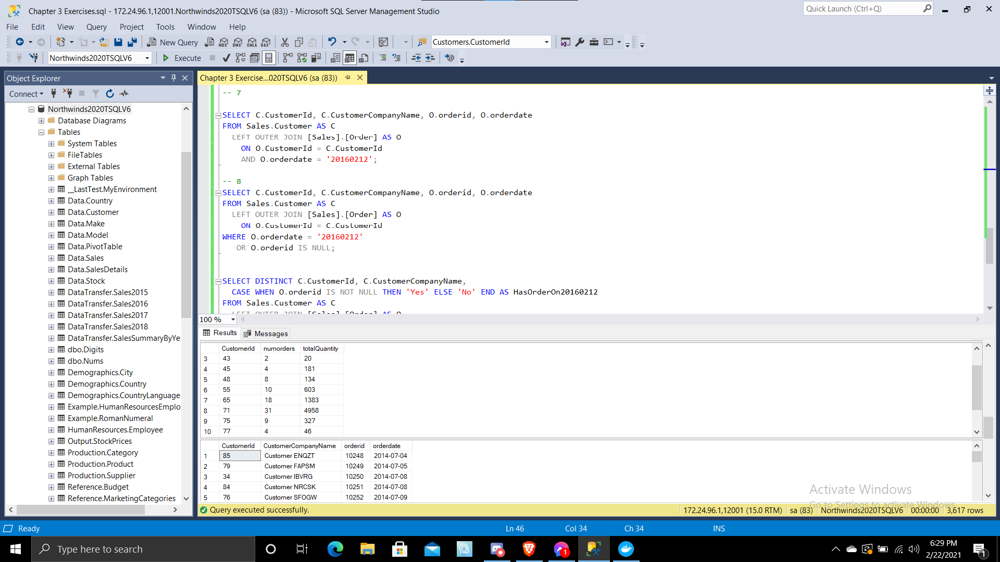 Chapter 3 Exercises.sql - 172.24.96.1,12001.Northwinds2020TSQLV6 (sa (83)) - Microsoft SQL Server Management Studio
Quick Launch (Ctrl+Q)
File Edit View Query Project Tools Window Help
New Query
MDX DMX XMLA DAX
Customers.CustomerId
Northwinds2020TSQLV6
Execute
Object Explorer
Connect
Northwinds2020TSQLV6
Database Diagrams
Tables
System Tables
FileTables
External Tables
Graph Tables
__LastTest.MyEnvironment
Data.Country
Data.Customer
Data.Make
Data.Model
Data.PivotTable
Data.Sales
Data.SalesDetails
Data.Stock
DataTransfer.Sales2015
DataTransfer.Sales2016
DataTransfer.Sales2017
DataTransfer.Sales2018
DataTransfer.SalesSummaryByYe
dbo.Digits
dbo.Nums
Demographics.City
Demographics.Country
Demographics.CountryLanguage
Example.HumanResourcesEmplo
Example.RomanNumeral
HumanResources.Employee
Output.StockPrices
Production.Category
Production.Product
Production.Supplier
Reference.Budget
Reference.MarketingCategories
Chapter 3 Exercise...020TSQLV6 (sa (83))
-- 7
SELECT C.CustomerId, C.CustomerCompanyName, O.orderid, O.orderdate
FROM Sales.Customer AS C
LEFT OUTER JOIN [Sales].[Order] AS O
ON O.CustomerId = C.CustomerId
AND O.orderdate = '20160212';
-- 8
SELECT C.CustomerId, C.CustomerCompanyName, O.orderid, O.orderdate
FROM Sales.Customer AS C
LEFT OUTER JOIN [Sales].[Order] AS O
ON O.CustomerId = C.CustomerId
WHERE O.orderdate = '20160212'
OR O.orderid IS NULL;
SELECT DISTINCT C.CustomerId, C.CustomerCompanyName,
CASE WHEN O.orderid IS NOT NULL THEN 'Yes' ELSE 'No' END AS HasOrderOn20160212
FROM Sales.Customer AS C
LEFT OUTER JOIN [Sales].[Order] AS O
100 %
Results Messages
CustomerId numorders totalQuantity
3 43 2 20
4 45 4 181
5 48 8 134
6 55 10 603
7 65 18 1383
8 71 31 4958
9 75 9 327
10 77 4 46
CustomerId CustomerCompanyName orderid orderdate
1 85 Customer ENQZT 10248 2014-07-04
2 79 Customer FAPSM 10249 2014-07-05
3 34 Customer IBVRG 10250 2014-07-08
4 84 Customer NRCSK 10251 2014-07-08
5 76 Customer SFOGW 10252 2014-07-09
Activate Windows
Go to Settings to activate Windows.
Query executed successfully.
172.24.96.1,12001 (15.0 RTM) sa (83) Northwinds2020TSQLV6 00:00:00 3,617 rows
Ready
Ln 46 Col 34 Ch 34 INS
Type here to search
1
6:29 PM
2/22/2021
1